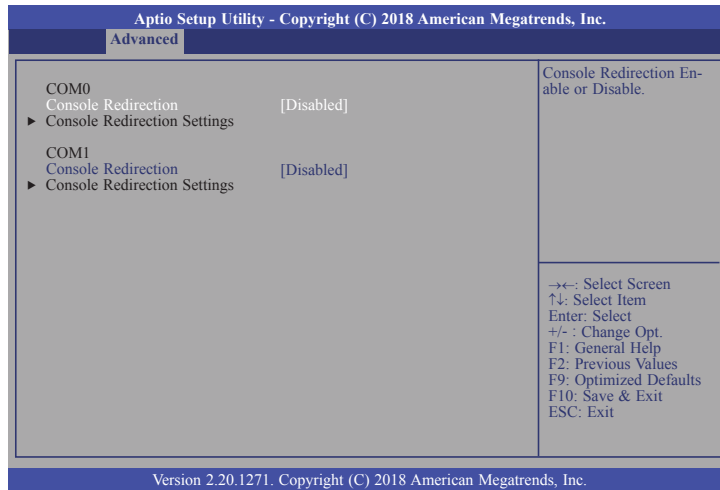 Aptio Setup Utility - Copyright (C) 2018 American Megatrends, Inc.
Advanced
COM0
Console Redirection [Disabled]
► Console Redirection Settings
COM1
Console Redirection [Disabled]
► Console Redirection Settings
Console Redirection En-
able or Disable.
→←: Select Screen
↑↓: Select Item
Enter: Select
+/- : Change Opt.
F1: General Help
F2: Previous Values
F9: Optimized Defaults
F10: Save & Exit
ESC: Exit
Version 2.20.1271. Copyright (C) 2018 American Megatrends, Inc.